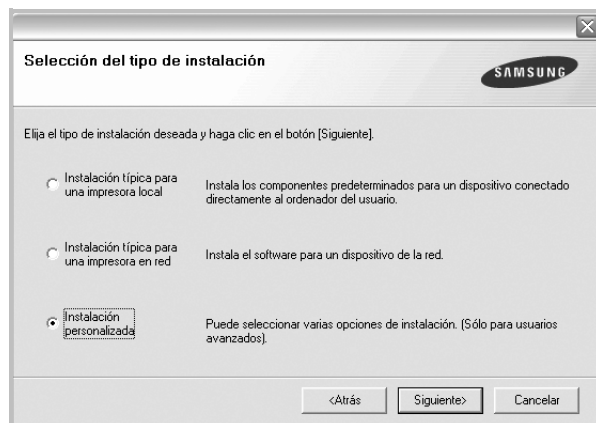 Selección del tipo de instalación
SAMSUNG
Elija el tipo de instalación deseada y haga clic en el botón [Siguiente].
Instalación típica para
una impresora local
Instala los componentes predeterminados para un dispositivo conectado
directamente al ordenador del usuario.
Instalación típica para
una impresora en red
Instala el software para un dispositivo de la red.
Instalación
personalizada
Puede seleccionar varias opciones de instalación. (Sólo para usuarios
avanzados).
<Atrás
Siguiente>
Cancelar